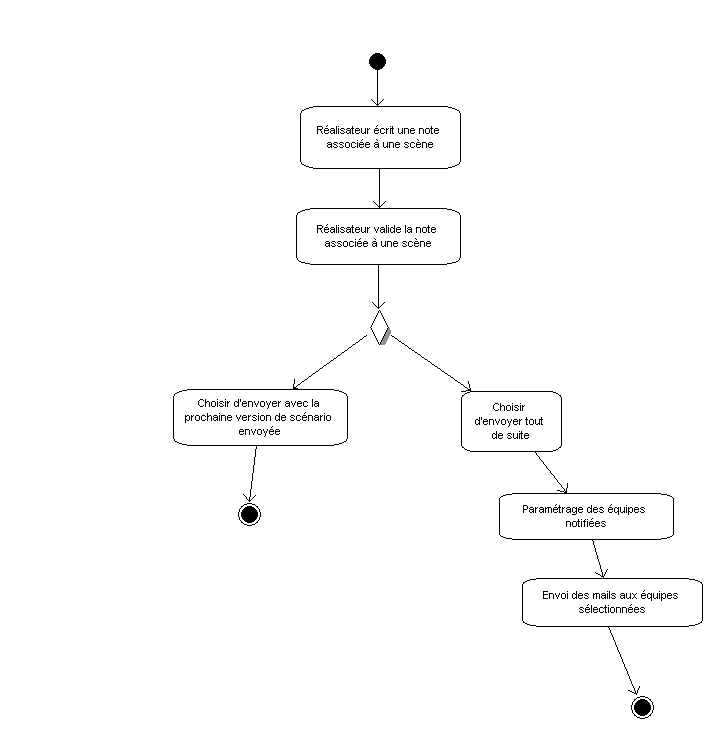 Réalisateur écrit une note
associée à une scène
Réalisateur valide la note
associée à une scène
Choisir d'envoyer avec la
prochaine version de scénario
envoyée
Choisir
d'envoyer tout
de suite
Paramétrage des équipes
notifiées
Envoi des mails aux équipes
sélectionnées